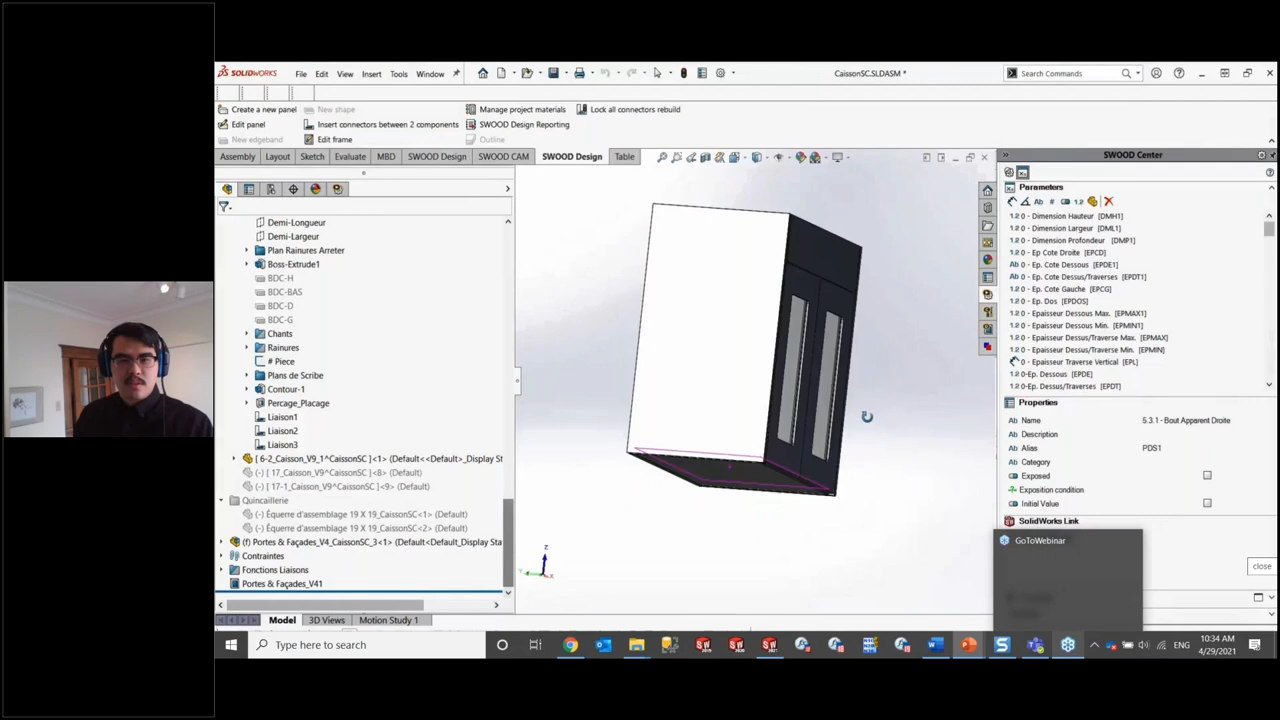 SOLIDWORKS File Edit View Insert Tools Window CaissonSC.SLDASM * Search Commands
Create a new panel New shape Manage project materials Lock all connectors rebuild
Edit panel Insert connectors between 2 components SWOOD Design Reporting
New edgeband Edit frame Outline
Assembly Layout Sketch Evaluate MBD SWOOD Design SWOOD CAM SWOOD Design Table
Demi-Longueur
Demi-Largeur
Plan Rainures Arreter
Boss-Extrude1
BDC-H
BDC-BAS
BDC-D
BDC-G
Chants
Rainures
# Piece
Plans de Scribe
Contour-1
Percage_Placage
Liaison1
Liaison2
Liaison3
[ 6-2_Caisson_V9_1^CaissonSC ]<1> (Default<<Default>_Display Sta
(-) [ 17_Caisson_V9^CaissonSC ]<8> (Default)
(-) [ 17-1_Caisson_V9^CaissonSC ]<9> (Default)
Quincaillerie
(-) Équerre d'assemblage 19 X 19_CaissonSC<1> (Default)
(-) Équerre d'assemblage 19 X 19_CaissonSC<2> (Default)
(f) Portes & Façades_V4_CaissonSC_3<1> (Default<Default_Display Sta
Contraintes
Fonctions Liaisons
Portes & Façades_V41
Model 3D Views Motion Study 1
Z
Y
X
SWOOD Center
Parameters
1.2 0 - Dimension Hauteur [DMH1]
1.2 0 - Dimension Largeur [DML1]
1.2 0 - Dimension Profondeur [DMP1]
1.2 0 - Ep Cote Droite [EPCD]
Ab 0 - Ep. Cote Dessous [EPDE1]
Ab 0 - Ep. Cote Dessus/Traverses [EPDT1]
1.2 0 - Ep. Cote Gauche [EPCG]
1.2 0 - Ep. Dos [EPDOS]
1.2 0 - Epaisseur Dessous Max. [EPMAX1]
1.2 0 - Epaisseur Dessous Min. [EPMIN1]
1.2 0 - Epaisseur Dessus/Traverse Max. [EPMAX]
1.2 0 - Epaisseur Dessus/Traverse Min. [EPMIN]
0 - Epaisseur Traverse Vertical [EPL]
1.2 0-Ep. Dessous [EPDE]
1.2 0-Ep. Dessus/Traverses [EPDT]
Properties
Ab Name 5.3.1 - Bout Apparent Droite
Ab Description
Ab Alias PDS1
Ab Category
Exposed
Exposition condition
Initial Value
SolidWorks Link
GoToWebinar
close
Type here to search
ENG
10:34 AM
4/29/2021